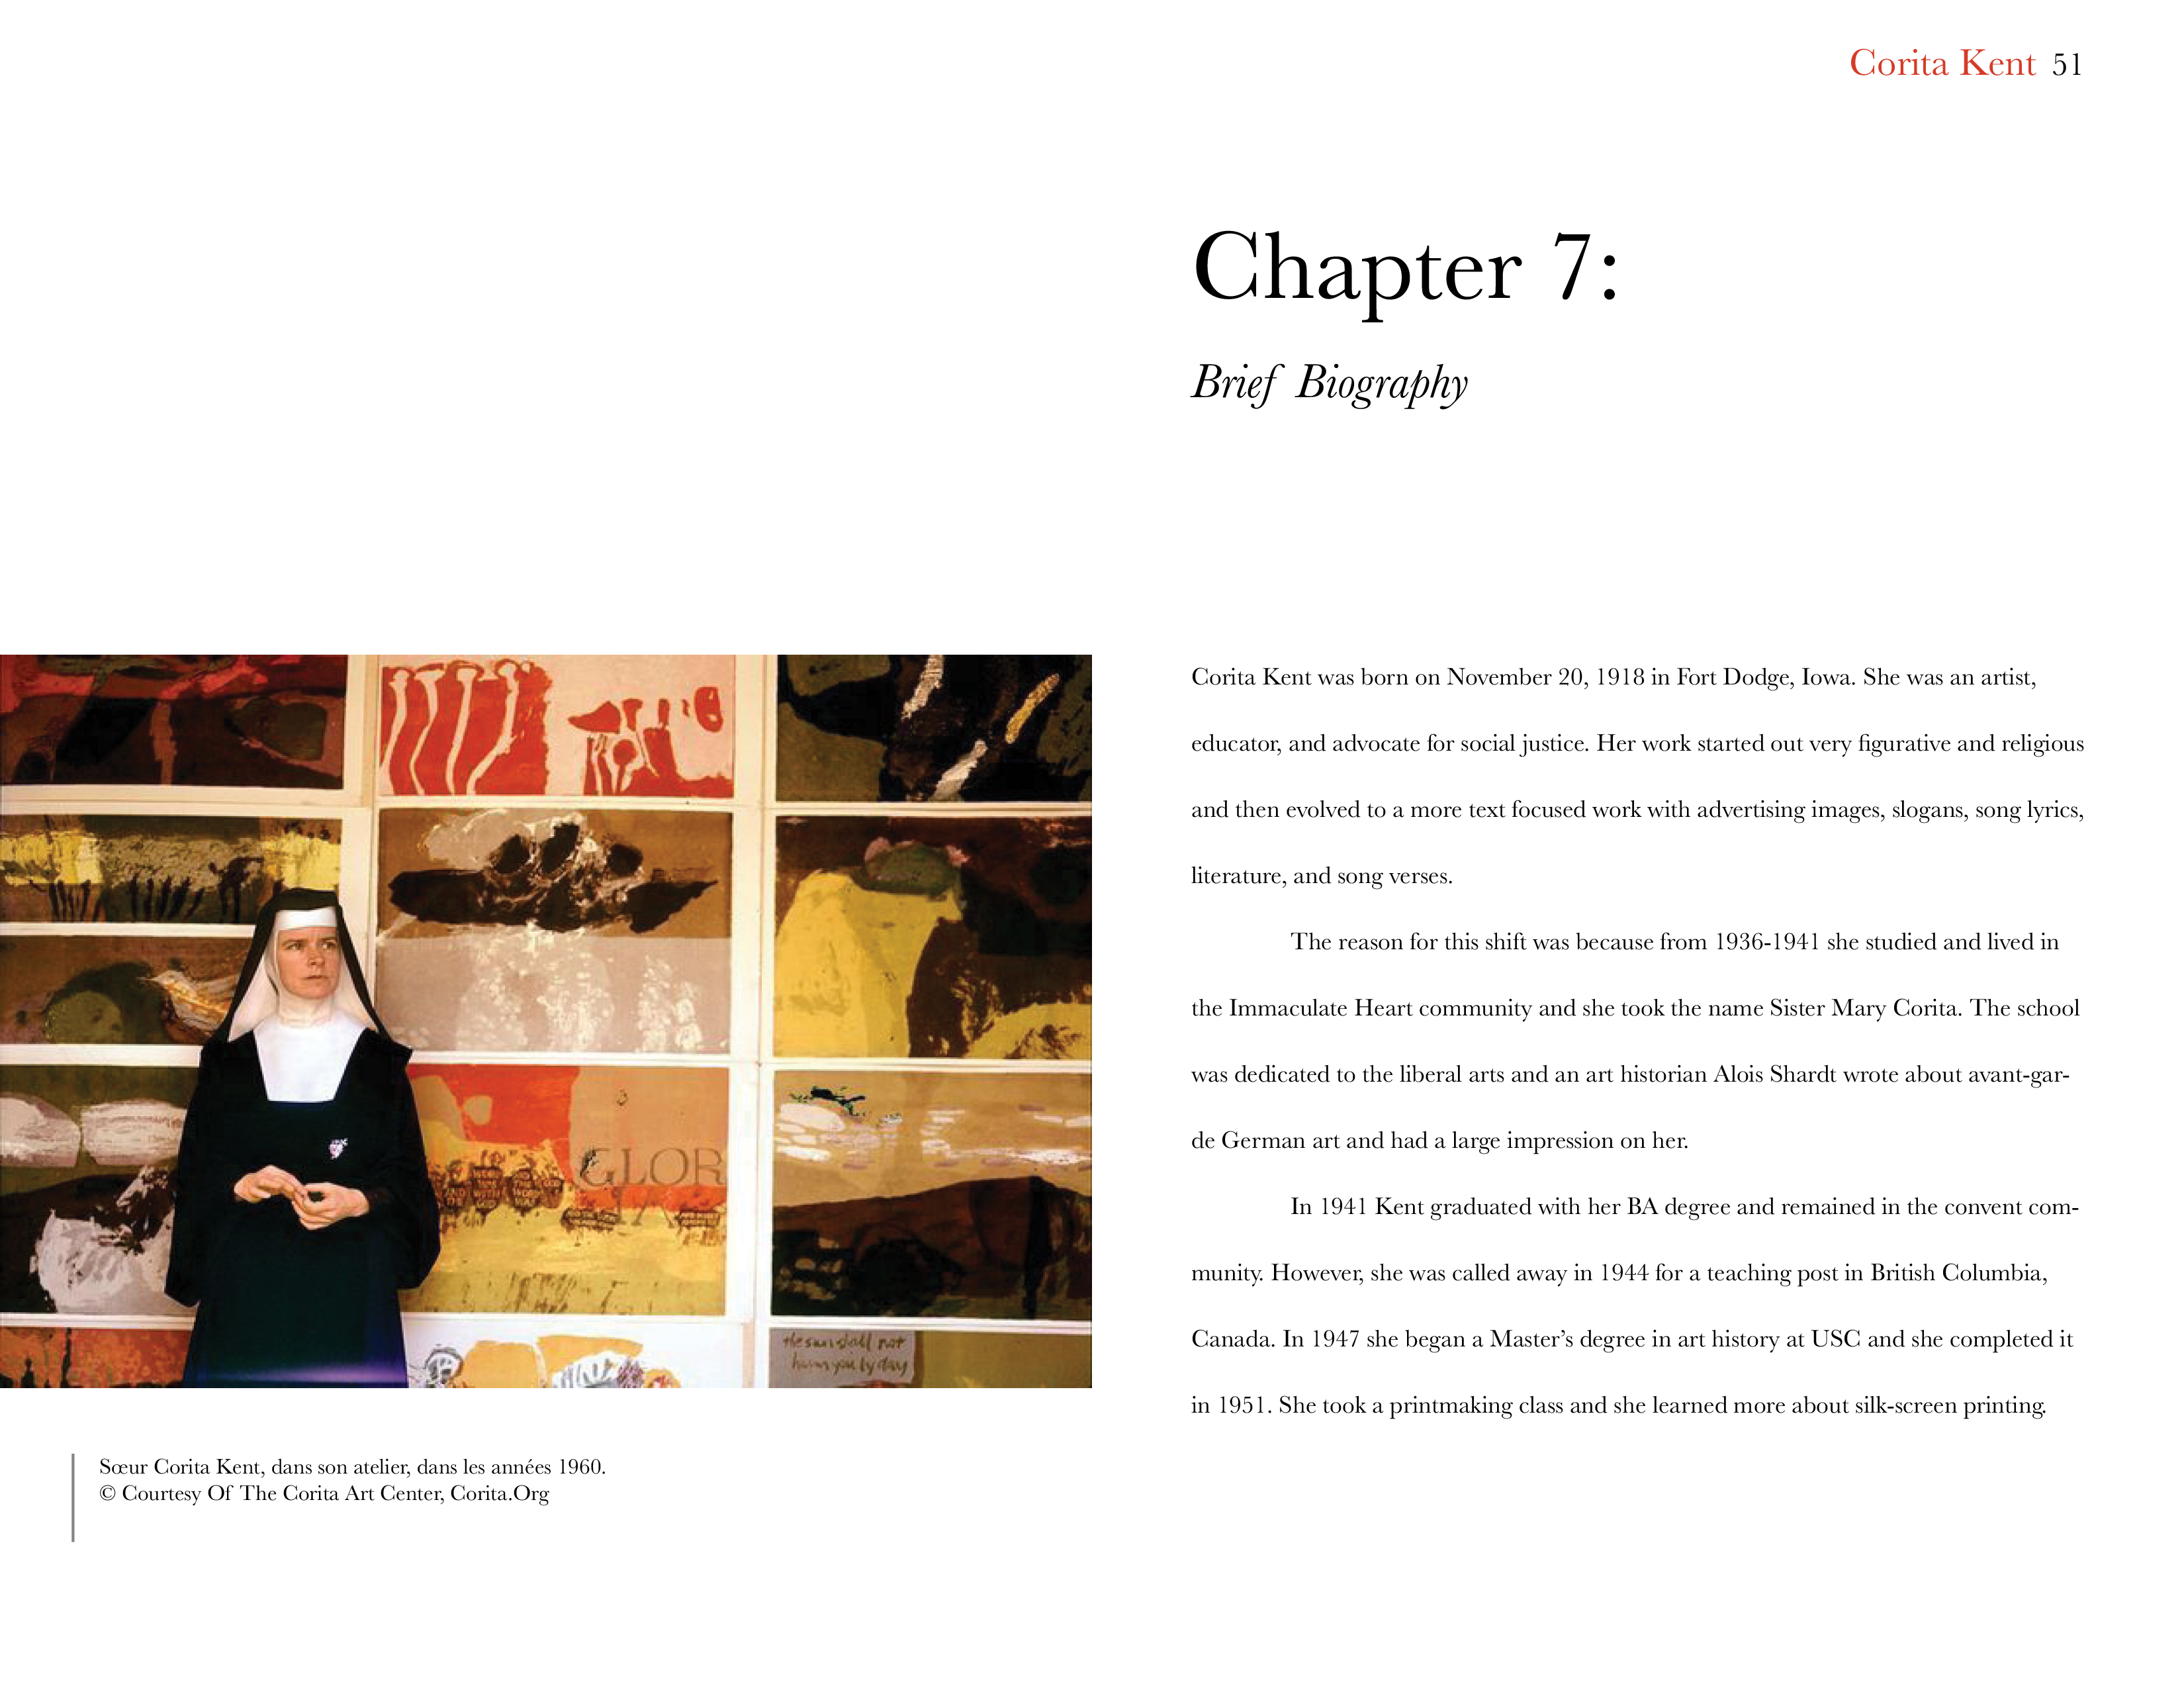 Corita Kent 51
Chapter 7:
Brief Biography
Corita Kent was born on November 20, 1918 in Fort Dodge, Iowa. She was an artist,
educator, and advocate for social justice. Her work started out very figurative and religious
and then evolved to a more text focused work with advertising images, slogans, song lyrics,
literature, and song verses.
The reason for this shift was because from 1936-1941 she studied and lived in
the Immaculate Heart community and she took the name Sister Mary Corita. The school
was dedicated to the liberal arts and an art historian Alois Shardt wrote about avant-gar-
de German art and had a large impression on her.
In 1941 Kent graduated with her BA degree and remained in the convent com-
munity. However, she was called away in 1944 for a teaching post in British Columbia,
Canada. In 1947 she began a Master’s degree in art history at USC and she completed it
in 1951. She took a printmaking class and she learned more about silk-screen printing.
GLOR
IA
the sun shall not
harm you by day
Sœur Corita Kent, dans son atelier, dans les années 1960.
© Courtesy Of The Corita Art Center, Corita.Org